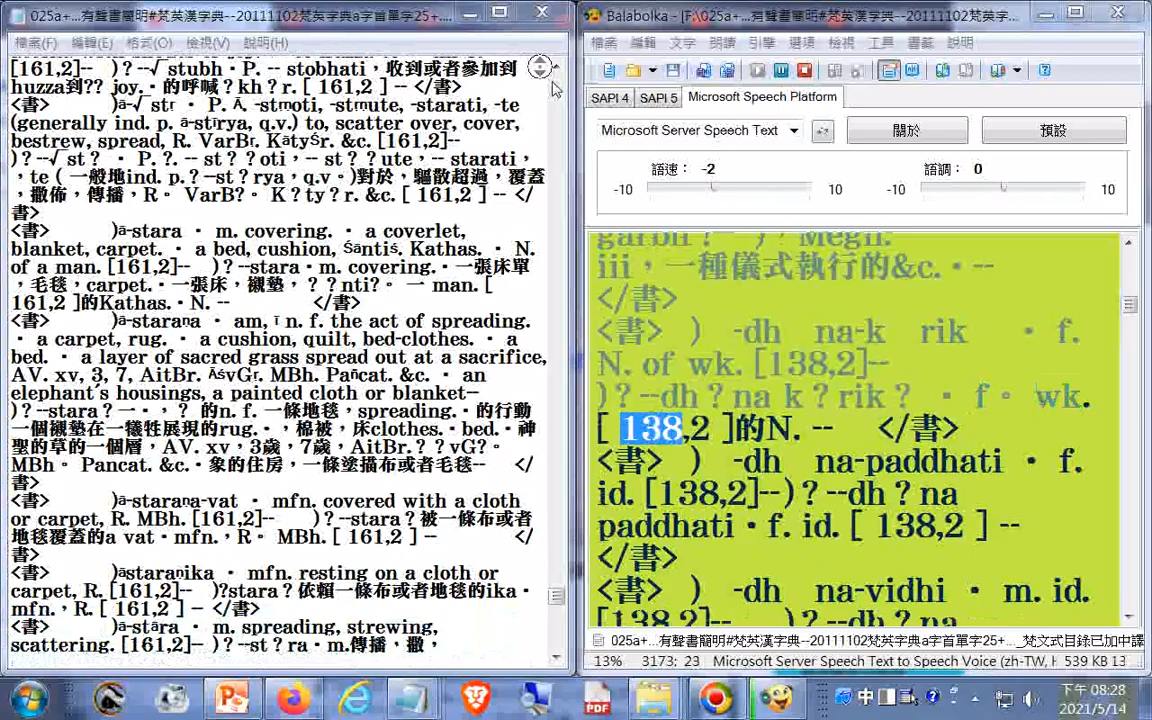 025a+...有聲書簡明#梵英漢字典--20111102梵英字典a字首單字25+...
檔案(F) 編輯(E) 格式(O) 檢視(V) 說明(H)
[161,2]--) ?--√ stubh‧P. -- stobhati，收到或者參加到
huzza到?? joy.‧的呼喊？kh？r. [ 161,2 ] -- </書>
<書> )ā-√ stṛ ‧ P. Ā. -stṛṇoti, -stṛṇute, -starati, -te
(generally ind. p. ā-stīrya, q.v.) to, scatter over, cover,
bestrew, spread, R. VarBṛ. KātyŚr. &c. [161,2]--
)？--√ st？ ‧ P. ?. -- st？？oti，-- st？？ute，-- starati，
，te ( 一般地ind. p.？--st？rya，q.v。)對於，驅散超過，覆蓋
，撒佈，傳播，R。 VarB?。 K？ty？r. &c. [ 161,2 ] -- </
書>
<書> )ā-stara ‧ m. covering. ‧ a coverlet,
blanket, carpet. ‧ a bed, cushion, Śāntiś. Kathas. ‧ N.
of a man. [161,2]-- )？--stara‧m. covering.‧一張床單
，毛毯，carpet.‧一張床，襯墊，？？nti?。 一 man. [
161,2 ]的Kathas.‧N. -- </書>
<書> )ā-staraṇa ‧ am, ī n. f. the act of spreading.
‧ a carpet, rug. ‧ a cushion, quilt, bed-clothes. ‧ a
bed. ‧ a layer of sacred grass spread out at a sacrifice,
AV. xv, 3, 7, AitBr. ĀśvGṛ. MBh. Pañcat. &c. ‧ an
elephant's housings, a painted cloth or blanket--
)？--stara？一‧，？ 的n. f. 一條地毯，spreading.‧的行動
一個襯墊在一犧牲展現的rug.‧，棉被，床clothes.‧bed.‧神
聖的草的一個層，AV. xv，3歲，7歲，AitBr.？？vG?。
MBh。 Pancat. &c.‧象的住房，一條塗描布或者毛毯-- </
書>
<書> )ā-staraṇa-vat ‧ mfn. covered with a cloth
or carpet, R. MBh. [161,2]-- )？--stara？被一條布或者
地毯覆蓋的a vat‧mfn.，R。 MBh. [ 161,2 ] -- </
書>
<書> )āstaraṇika ‧ mfn. resting on a cloth or
carpet, R. [161,2]-- )?stara？依賴一條布或者地毯的ika‧
mfn.，R. [ 161,2 ] -- </書>
<書> )ā-stāra ‧ m. spreading, strewing,
scattering. [161,2]-- )？--st？ra‧m.傳播，撒，
Balabolka - [F:\025a+...有聲書簡明#梵英漢字典--20111102梵英字...
檔案 編輯 文字 朗讀 引擎 選項 檢視 工具 書籤 說明
SAPI 4 SAPI 5 Microsoft Speech Platform
Microsoft Server Speech Text 關於 預設
語速： -2 語調： 0
-10 10 -10 10
garbh？-- ) ？Megh.
iii，一種儀式執行的&c.‧--
</書>
<書> ) -dh na-k rik ‧ f.
N. of wk. [138,2]--
)？--dh？na k？rik？ ‧ f。 wk.
[ 138,2 ]的N. -- </書>
<書> ) -dh na-paddhati ‧ f.
id. [138,2]--)？--dh？na
paddhati‧f. id. [ 138,2 ] --
</書>
<書> ) -dh na-vidhi ‧ m. id.
[138,2]--)？--dh？na
025a+...有聲書簡明#梵英漢字典--20111102梵英字典a字首單字25+..._梵文式目錄已加中譯
13% 3173: 23 Microsoft Server Speech Text to Speech Voice (zh-TW, H 539 KB 13
中
下午 08:28
2021/5/14